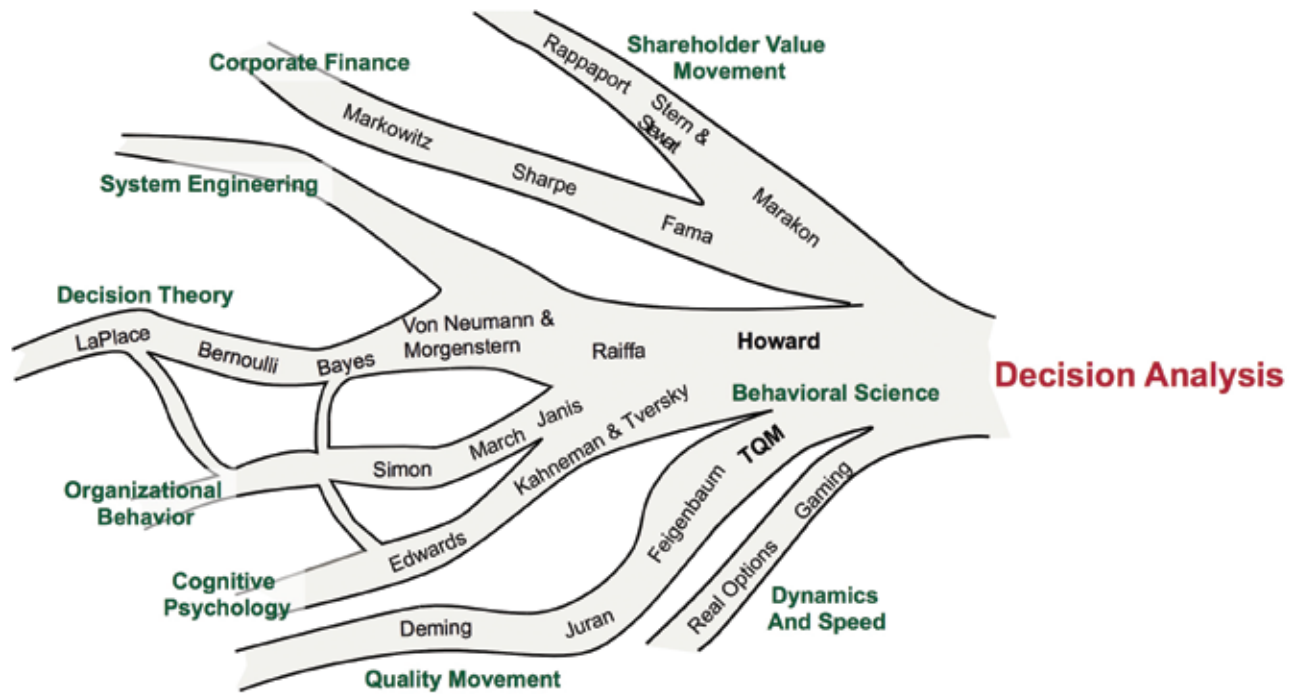 Shareholder Value
Movement
Rappaport
Stern &
Stewart
Marakon
Corporate Finance
Markowitz
Sharpe
Fama
System Engineering
Decision Theory
LaPlace
Bernoulli
Bayes
Von Neumann &
Morgenstern
Raiffa
Howard
Decision Analysis
Behavioral Science
Organizational
Behavior
Simon
March
Janis
Cognitive
Psychology
Edwards
Kahneman & Tversky
Quality Movement
Deming
Juran
Feigenbaum
TQM
Real Options
Gaming
Dynamics
And Speed